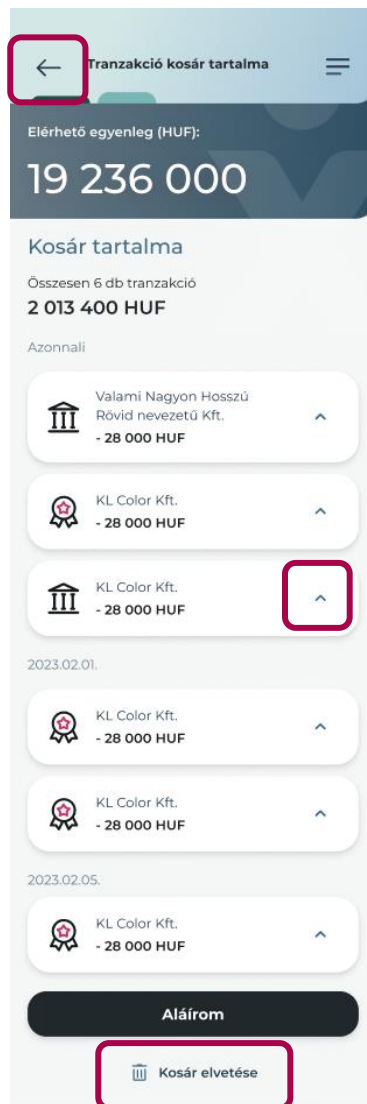 Tranzakció kosár tartalma
Elérhető egyenleg (HUF):
19 236 000
Kosár tartalma
Összesen 6 db tranzakció
2 013 400 HUF
Azonnali
Valami Nagyon Hosszú
Rövid nevezetű Kft.
- 28 000 HUF
KL Color Kft.
- 28 000 HUF
KL Color Kft.
- 28 000 HUF
2023.02.01.
KL Color Kft.
- 28 000 HUF
KL Color Kft.
- 28 000 HUF
2023.02.05.
KL Color Kft.
- 28 000 HUF
Aláírom
Kosár elvetése